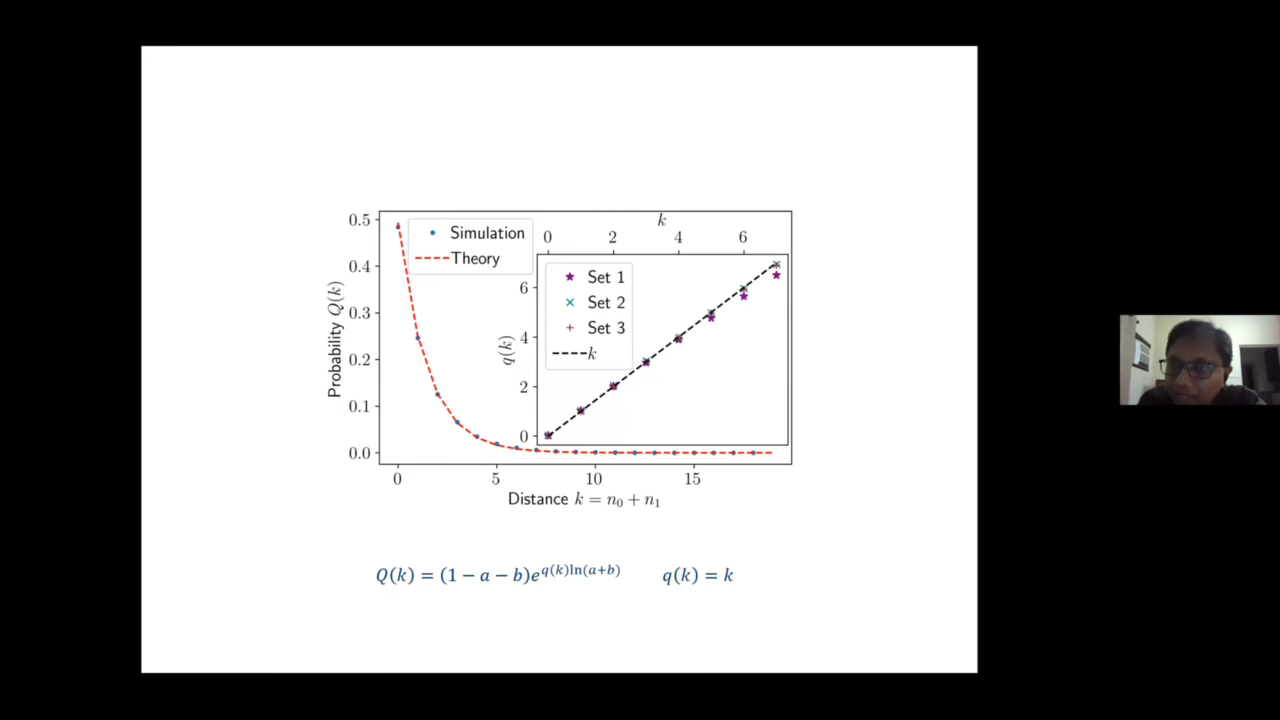 0.5
0.4
0.3
0.2
0.1
0.0
Probability Q(k)
Simulation
Theory
k
0 2 4 6
Set 1
Set 2
Set 3
k
6
4
2
0
q(k)
0 5 10 15
Distance k = n₀ + n₁
Q(k) = (1 − a − b)e^{q(k)ln(a+b)} q(k) = k